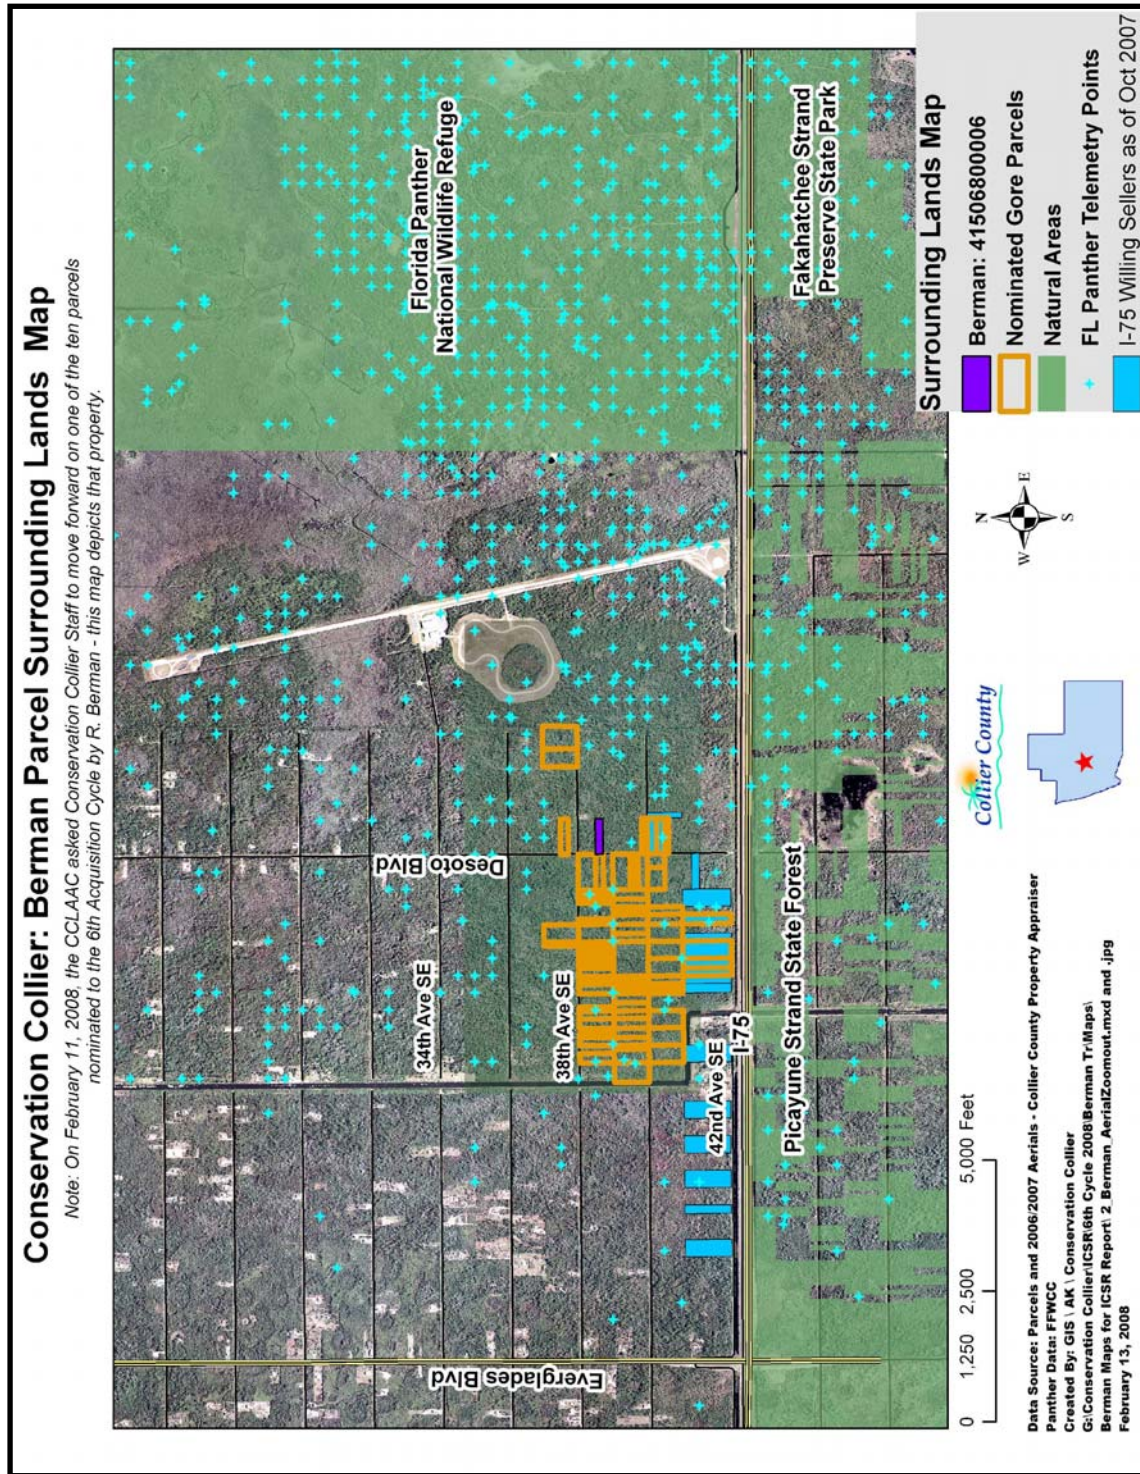 Conservation Collier: Berman Parcel Surrounding Lands Map
Note: On February 11, 2008, the CCLAAC asked Conservation Collier Staff to move forward on one of the ten parcels
nominated to the 6th Acquisition Cycle by R. Berman - this map depicts that property.
Florida Panther
National Wildlife Refuge
Desoto Blvd
34th Ave SE
38th Ave SE
Everglades Blvd
42nd Ave SE
I-75
Fakahatchee Strand
Preserve State Park
Picayune Strand State Forest
Surrounding Lands Map
Berman: 41506800006
Nominated Gore Parcels
Natural Areas
FL Panther Telemetry Points
I-75 Willing Sellers as of Oct 2007
0 1,250 2,500 5,000 Feet
Collier County
N
W E
S
Data Source: Parcels and 2006/2007 Aerials - Collier County Property Appraiser
Panther Data: FFWCC
Created By: GIS \ AK \ Conservation Collier
G:\Conservation Collier\ICSR\6th Cycle 2008\Berman Tr\Maps\
Berman Maps for ICSR Report\ 2_Berman_AerialZoomout.mxd and .jpg
February 13, 2008